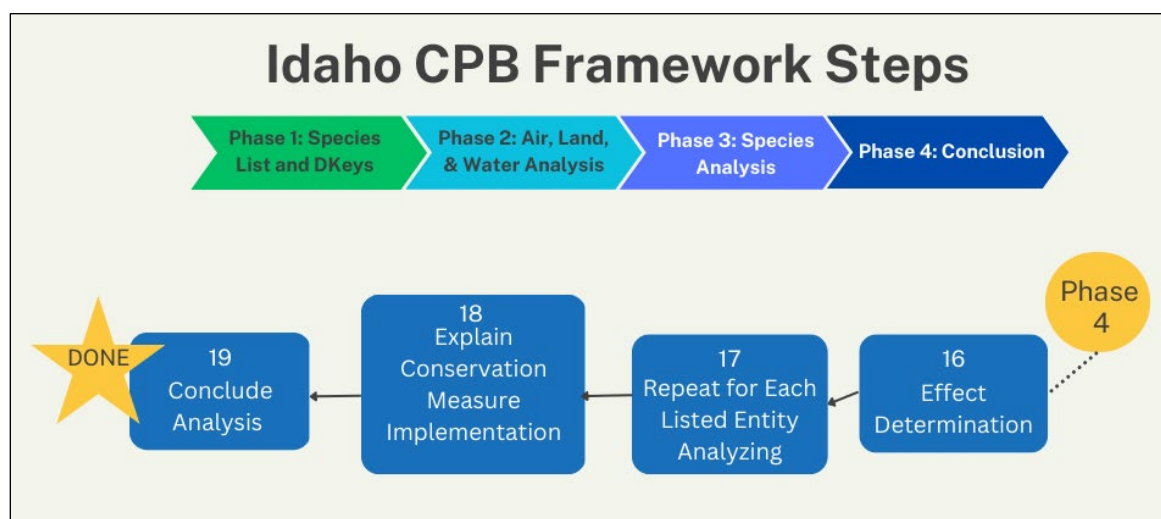 Idaho CPB Framework Steps
Phase 1: Species
List and DKeys
Phase 2: Air, Land,
& Water Analysis
Phase 3: Species
Analysis
Phase 4: Conclusion
Phase
4
16
Effect
Determination
17
Repeat for Each
Listed Entity
Analyzing
18
Explain
Conservation
Measure
Implementation
19
Conclude
Analysis
DONE